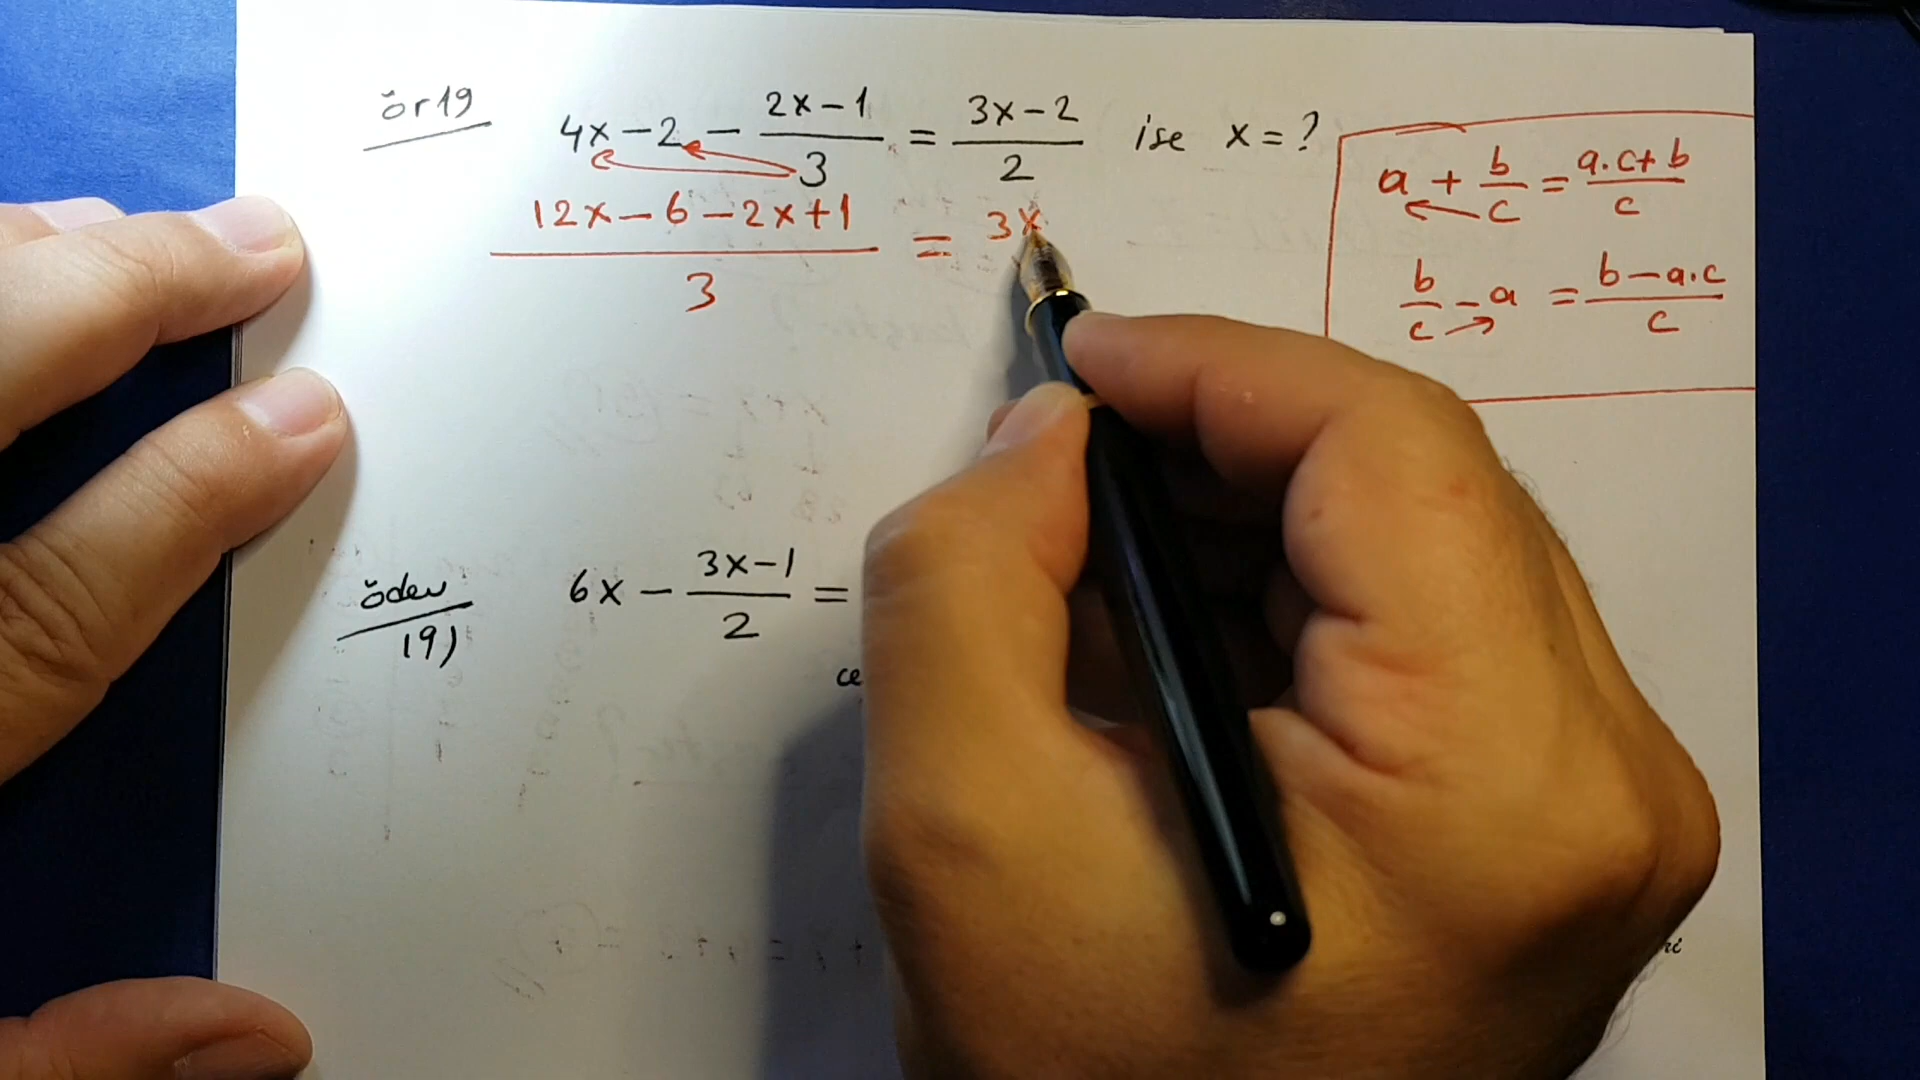 ör19
4x - 2 - (2x - 1)/3 = (3x - 2)/2 ise x = ?
(12x - 6 - 2x + 1)/3 = 3x
a + b/c = (a.c + b)/c
b/c - a = (b - a.c)/c
ödev 19) 6x - (3x - 1)/2 =